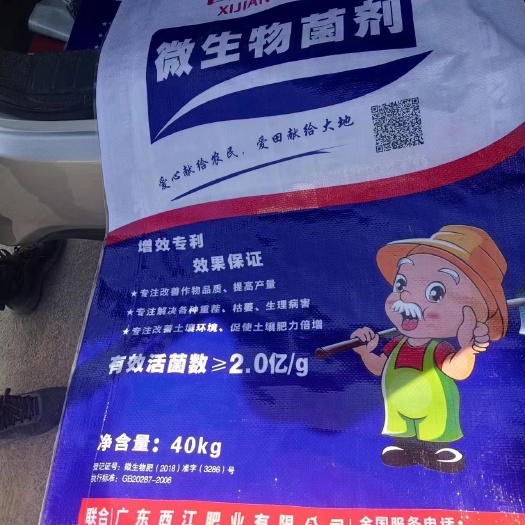 XIJIAN
微生物菌剂
爱心献给农民，爱田献给大地
增效专利
效果保证
★专注改善作物品质、提高产量
★专注解决各种重茬、枯萎、生理病害
★专注改善土壤环境、促使土壤肥力倍增
有效活菌数≥2.0亿/g
净含量：40kg
登记证号：微生物肥（2018）准字（3286）号
执行标准：GB20287-2006
联合 广东西江肥业有限公司 全国服务电话